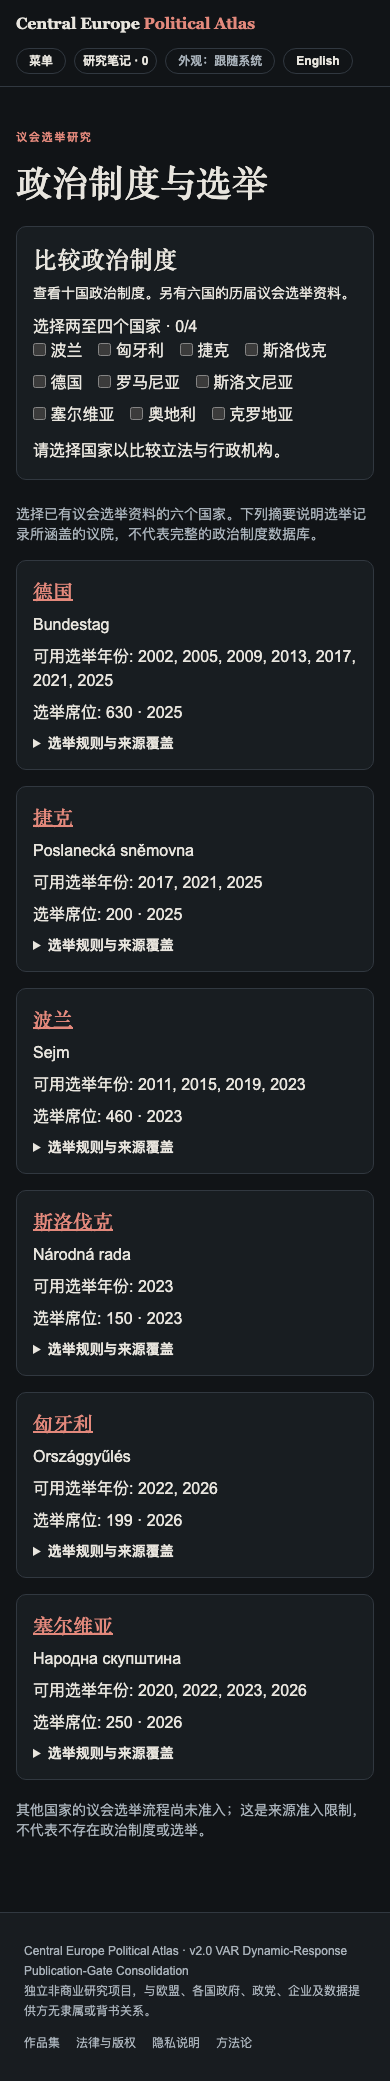 Central Europe Political Atlas
菜单 研究笔记 · 0 外观：跟随系统 English
议会选举研究
政治制度与选举
比较政治制度
查看十国政治制度。另有六国的历届议会选举资料。
选择两至四个国家 · 0/4
波兰 匈牙利 捷克 斯洛伐克
德国 罗马尼亚 斯洛文尼亚
塞尔维亚 奥地利 克罗地亚
请选择国家以比较立法与行政机构。
选择已有议会选举资料的六个国家。下列摘要说明选举记
录所涵盖的议院，不代表完整的政治制度数据库。
德国
Bundestag
可用选举年份: 2002, 2005, 2009, 2013, 2017,
2021, 2025
选举席位: 630 · 2025
▶ 选举规则与来源覆盖
捷克
Poslanecká sněmovna
可用选举年份: 2017, 2021, 2025
选举席位: 200 · 2025
▶ 选举规则与来源覆盖
波兰
Sejm
可用选举年份: 2011, 2015, 2019, 2023
选举席位: 460 · 2023
▶ 选举规则与来源覆盖
斯洛伐克
Národná rada
可用选举年份: 2023
选举席位: 150 · 2023
▶ 选举规则与来源覆盖
匈牙利
Országgyűlés
可用选举年份: 2022, 2026
选举席位: 199 · 2026
▶ 选举规则与来源覆盖
塞尔维亚
Народна скупштина
可用选举年份: 2020, 2022, 2023, 2026
选举席位: 250 · 2026
▶ 选举规则与来源覆盖
其他国家的议会选举流程尚未准入；这是来源准入限制，
不代表不存在政治制度或选举。
Central Europe Political Atlas · v2.0 VAR Dynamic-Response
Publication-Gate Consolidation
独立非商业研究项目，与欧盟、各国政府、政党、企业及数据提
供方无隶属或背书关系。
作品集 法律与版权 隐私说明 方法论